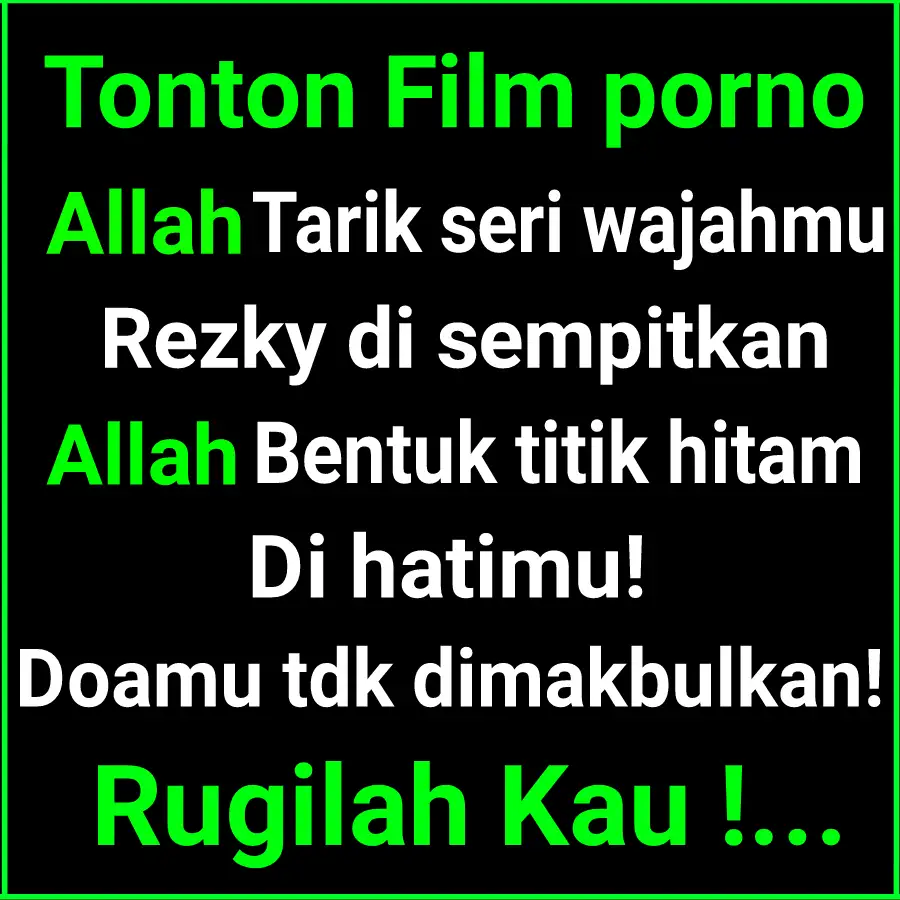 Tonton Film porno
Allah Tarik seri wajahmu
Rezky di sempitkan
Allah Bentuk titik hitam
Di hatimu!
Doamu tdk dimakbulkan!
Rugilah Kau !...